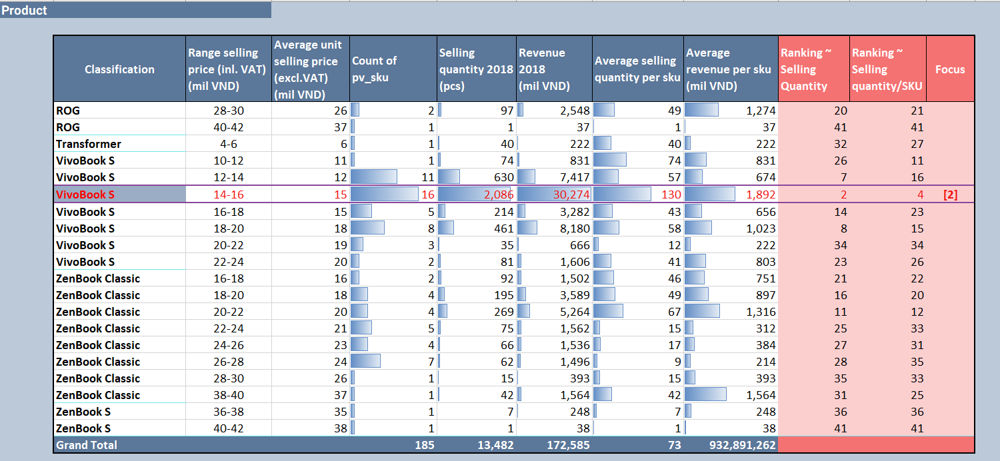 Product
Classification | Range selling price (inl. VAT) (mil VND) | Average unit selling price (excl.VAT) (mil VND) | Count of pv_sku | Selling quantity 2018 (pcs) | Revenue 2018 (mil VND) | Average selling quantity per sku | Average revenue per sku (mil VND) | Ranking ~ Selling Quantity | Ranking ~ Selling quantity/SKU | Focus
ROG 28-30 26 2 97 2,548 49 1,274 20 21
ROG 40-42 37 1 1 37 1 37 41 41
Transformer 4-6 6 1 40 222 40 222 32 27
VivoBook S 10-12 11 1 74 831 74 831 26 11
VivoBook S 12-14 12 11 630 7,417 57 674 7 16
VivoBook S 14-16 15 16 2,086 30,274 130 1,892 2 4 [2]
VivoBook S 16-18 15 5 214 3,282 43 656 14 23
VivoBook S 18-20 18 8 461 8,180 58 1,023 8 15
VivoBook S 20-22 19 3 35 666 12 222 34 34
VivoBook S 22-24 20 2 81 1,606 41 803 23 26
ZenBook Classic 16-18 16 2 92 1,502 46 751 21 22
ZenBook Classic 18-20 18 4 195 3,589 49 897 16 20
ZenBook Classic 20-22 20 4 269 5,264 67 1,316 11 12
ZenBook Classic 22-24 21 5 75 1,562 15 312 25 33
ZenBook Classic 24-26 23 4 66 1,536 17 384 27 31
ZenBook Classic 26-28 24 7 62 1,496 9 214 28 35
ZenBook Classic 28-30 26 1 15 393 15 393 35 33
ZenBook Classic 38-40 37 1 42 1,564 42 1,564 31 25
ZenBook S 36-38 35 1 7 248 7 248 36 36
ZenBook S 40-42 38 1 1 38 1 38 41 41
Grand Total 185 13,482 172,585 73 932,891,262